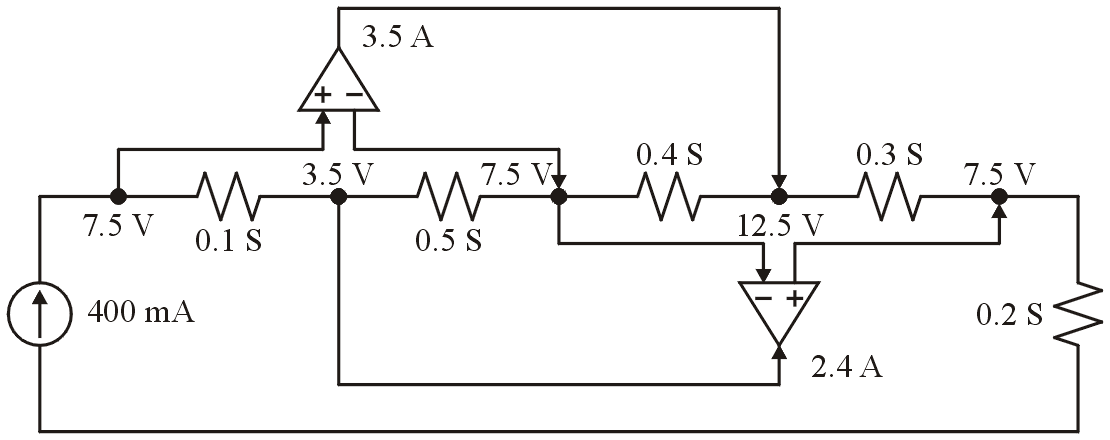 3.5 A
+ −
3.5 V
7.5 V
0.4 S
0.3 S
7.5 V
7.5 V
0.1 S
0.5 S
12.5 V
− +
400 mA
0.2 S
2.4 A